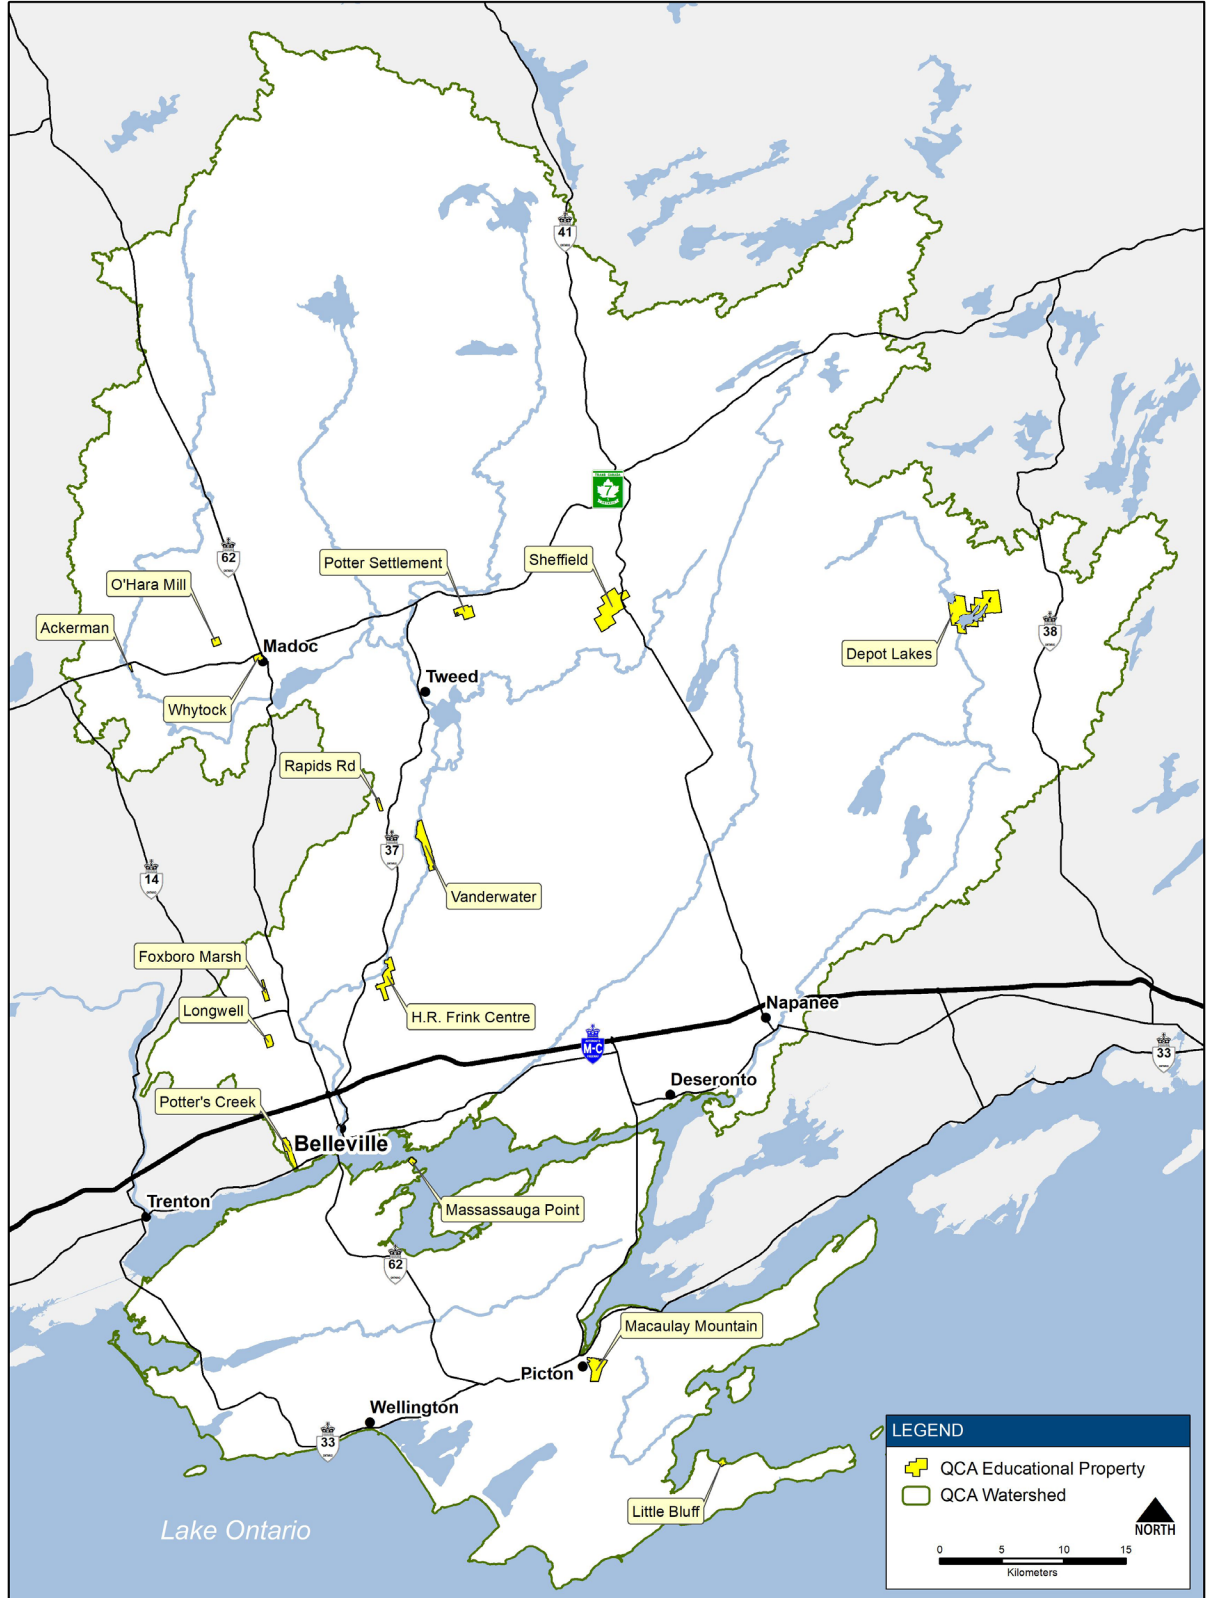 41
TRANS CANADA
7
62
Potter Settlement
Sheffield
O'Hara Mill
Ackerman
Madoc
38
Depot Lakes
Tweed
Whytock
Rapids Rd
37
14
Vanderwater
Foxboro Marsh
Longwell
H.R. Frink Centre
Napanee
M-C
33
Deseronto
Potter's Creek
Belleville
Trenton
Massassauga Point
62
Macaulay Mountain
Picton
Wellington
33
Little Bluff
Lake Ontario
LEGEND
QCA Educational Property
QCA Watershed
NORTH
0 5 10 15
Kilometers